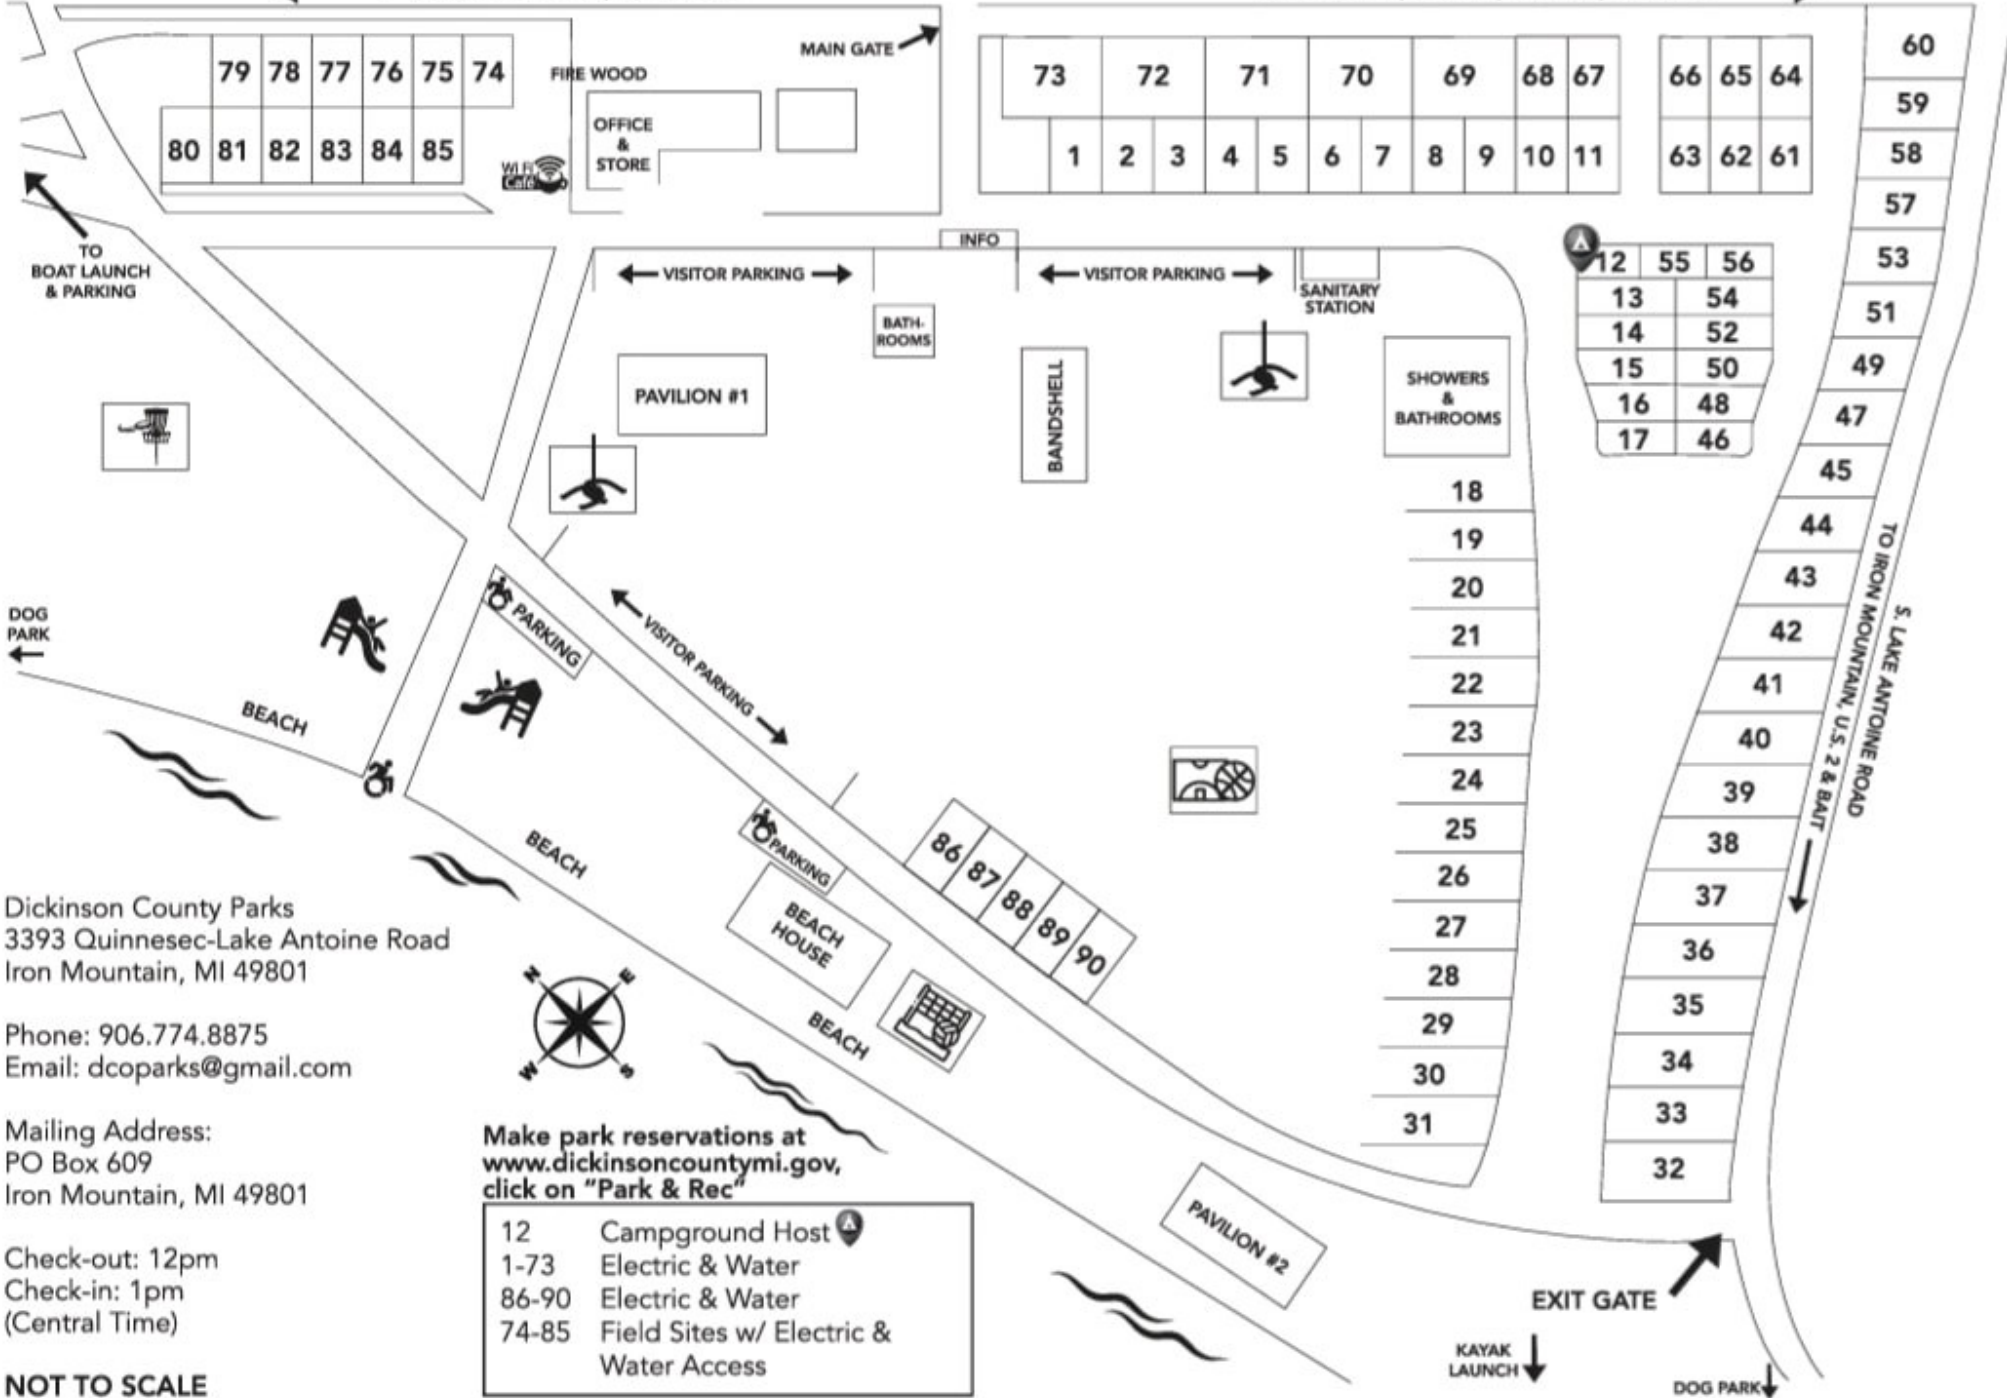 MAIN GATE
79 78 77 76 75 74
FIRE WOOD
80 81 82 83 84 85
OFFICE
&
STORE
WI FI
Café
73 72 71 70 69 68 67
66 65 64
1 2 3 4 5 6 7 8 9 10 11
63 62 61
60
59
58
57
53
51
49
47
45
44
43
42
41
40
39
38
37
36
35
34
33
32
TO
BOAT LAUNCH
& PARKING
INFO
VISITOR PARKING
VISITOR PARKING
SANITARY
STATION
BATH-
ROOMS
PAVILION #1
BANDSHELL
SHOWERS
&
BATHROOMS
12 55 56
13 54
14 52
15 50
16 48
17 46
18
19
20
21
22
23
24
25
26
27
28
29
30
31
S. LAKE ANTOINE ROAD
TO IRON MOUNTAIN, U.S. 2 & BAIT
DOG
PARK
PARKING
VISITOR PARKING
BEACH
BEACH
PARKING
BEACH
HOUSE
BEACH
86 87 88 89 90
N
E
W
S
PAVILION #2
EXIT GATE
KAYAK
LAUNCH
DOG PARK
Dickinson County Parks
3393 Quinnesec-Lake Antoine Road
Iron Mountain, MI 49801
Phone: 906.774.8875
Email: dcoparks@gmail.com
Mailing Address:
PO Box 609
Iron Mountain, MI 49801
Check-out: 12pm
Check-in: 1pm
(Central Time)
NOT TO SCALE
Make park reservations at
www.dickinsoncountymi.gov,
click on "Park & Rec"
12 Campground Host
1-73 Electric & Water
86-90 Electric & Water
74-85 Field Sites w/ Electric &
Water Access